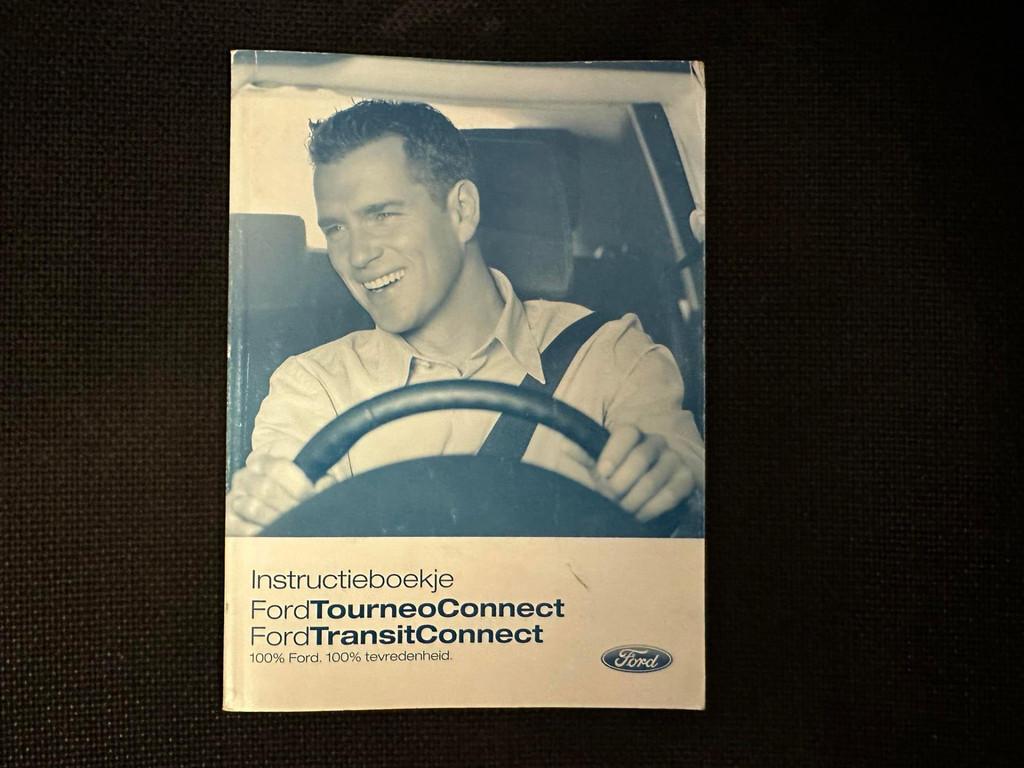 Instructieboekje
FordTourneoConnect
FordTransitConnect
100% Ford. 100% tevredenheid.
Ford